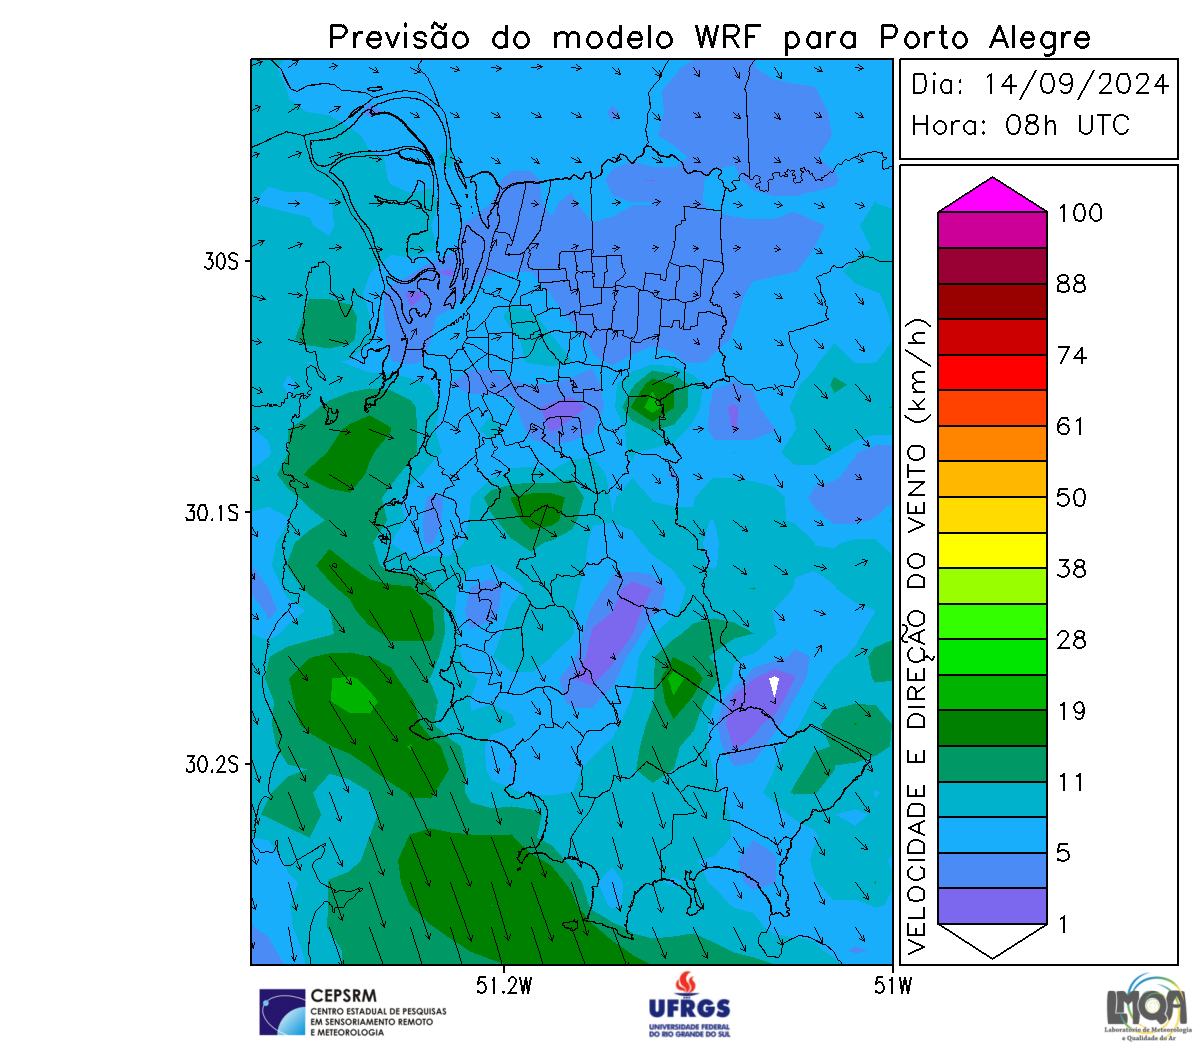 Previsão do modelo WRF para Porto Alegre
Dia: 14/09/2024
Hora: 08h UTC
30S
30.1S
30.2S
51.2W
51W
VELOCIDADE E DIREÇÃO DO VENTO (km/h)
100
88
74
61
50
38
28
19
11
5
1
CEPSRM
CENTRO ESTADUAL DE PESQUISAS
EM SENSORIAMENTO REMOTO
E METEOROLOGIA
UFRGS
UNIVERSIDADE FEDERAL
DO RIO GRANDE DO SUL
LMQA
Laboratório de Meteorologia
e Qualidade do Ar